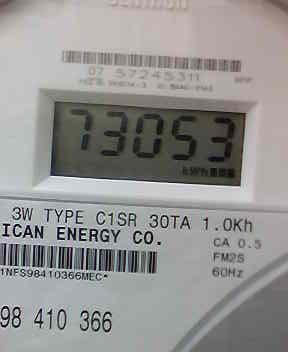 CENTRON
07 57245311
73053
kWh
3W TYPE C1SR 30TA 1.0Kh
ICAN ENERGY CO.
CA 0.5
FM2S
60Hz
1NFS98410366MEC*
98 410 366